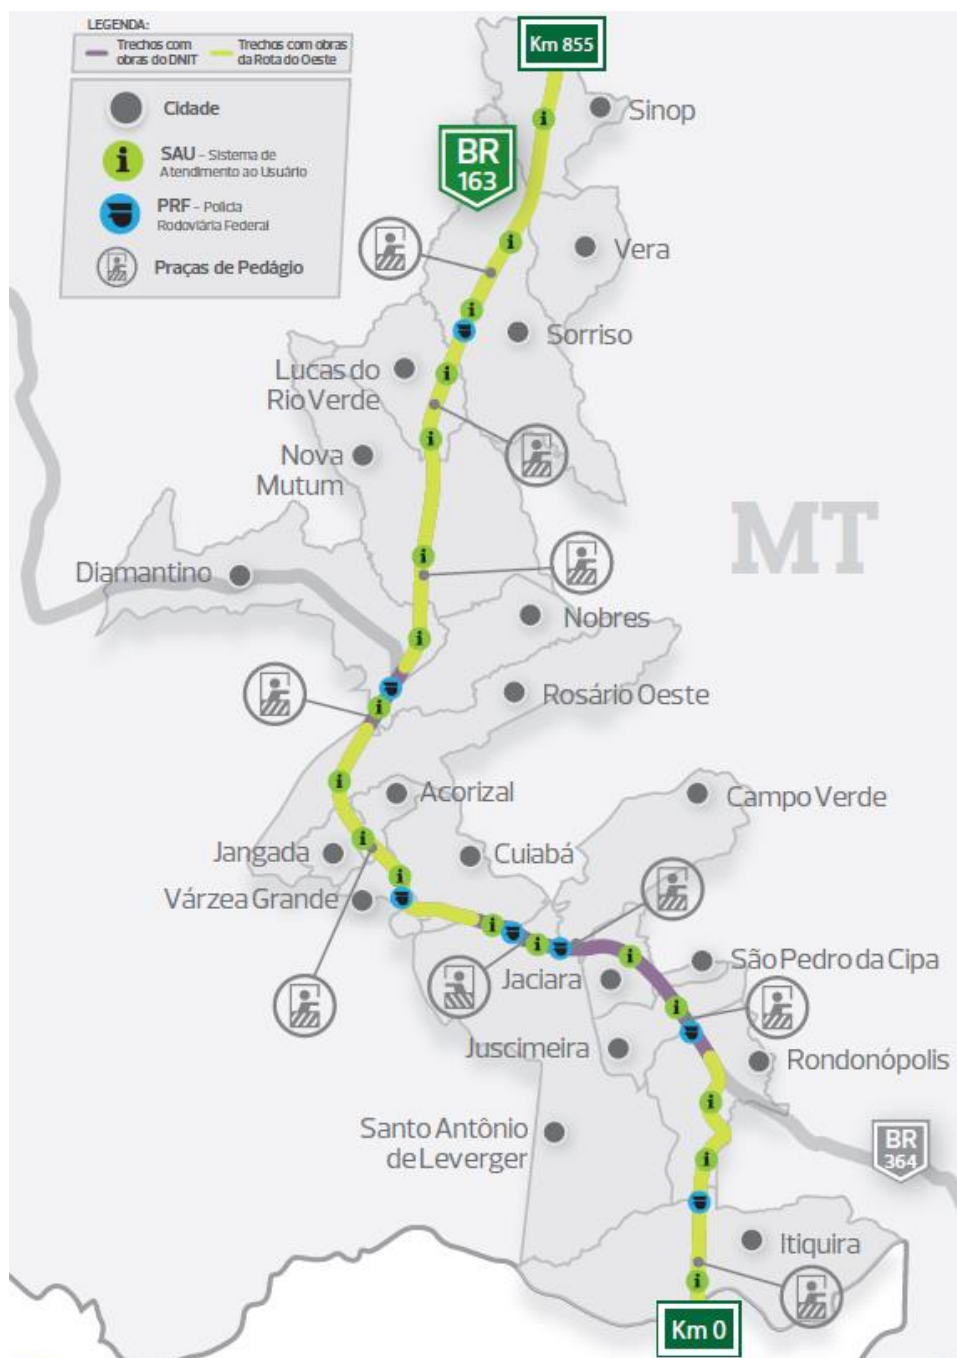 LEGENDA:
Trechos com
obras do DNIT
Trechos com obras
da Rota do Oeste
Cidade
SAU – Sistema de
Atendimento ao Usuário
PRF – Polícia
Rodoviária Federal
Praças de Pedágio
Km 855
Sinop
BR
163
Vera
Sorriso
Lucas do
Rio Verde
Nova
Mutum
MT
Diamantino
Nobres
Rosário Oeste
Acorizal
Campo Verde
Jangada
Cuiabá
Várzea Grande
São Pedro da Cipa
Jaciara
Juscimeira
Rondonópolis
Santo Antônio
de Leverger
BR
364
Itiquira
Km 0